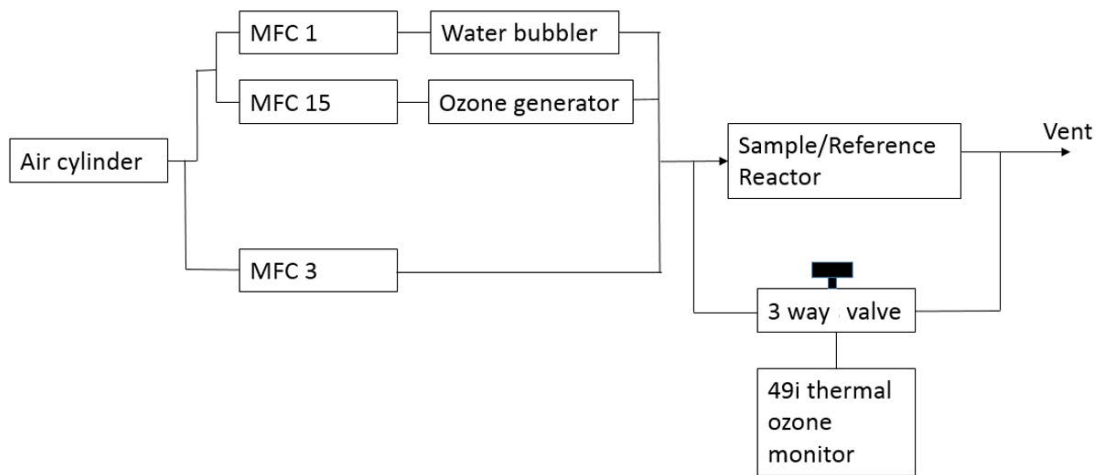 MFC 1
Water bubbler
MFC 15
Ozone generator
Air cylinder
Sample/Reference
Reactor
Vent
MFC 3
3 way valve
49i thermal
ozone
monitor